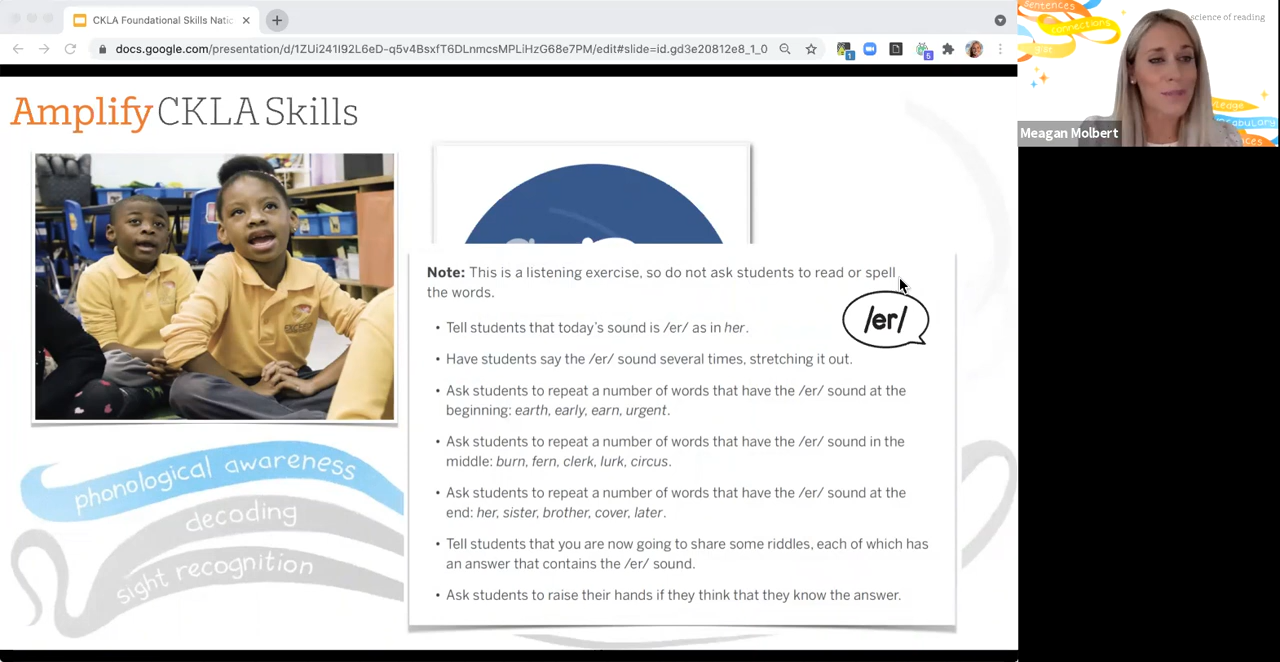 CKLA Foundational Skills Natio
docs.google.com/presentation/d/1ZUi241I92L6eD-q5v4BsxfT6DLnmcsMPLiHzG68e7PM/edit#slide=id.gd3e20812e8_1_0
1
5
sentences
connections
science of reading
Meagan Molbert
Amplify CKLA Skills
Note: This is a listening exercise, so do not ask students to read or spell
the words.
/er/
• Tell students that today's sound is /er/ as in her.
• Have students say the /er/ sound several times, stretching it out.
• Ask students to repeat a number of words that have the /er/ sound at the
beginning: earth, early, earn, urgent.
• Ask students to repeat a number of words that have the /er/ sound in the
middle: burn, fern, clerk, lurk, circus.
• Ask students to repeat a number of words that have the /er/ sound at the
end: her, sister, brother, cover, later.
• Tell students that you are now going to share some riddles, each of which has
an answer that contains the /er/ sound.
• Ask students to raise their hands if they think that they know the answer.
phonological awareness
decoding
sight recognition